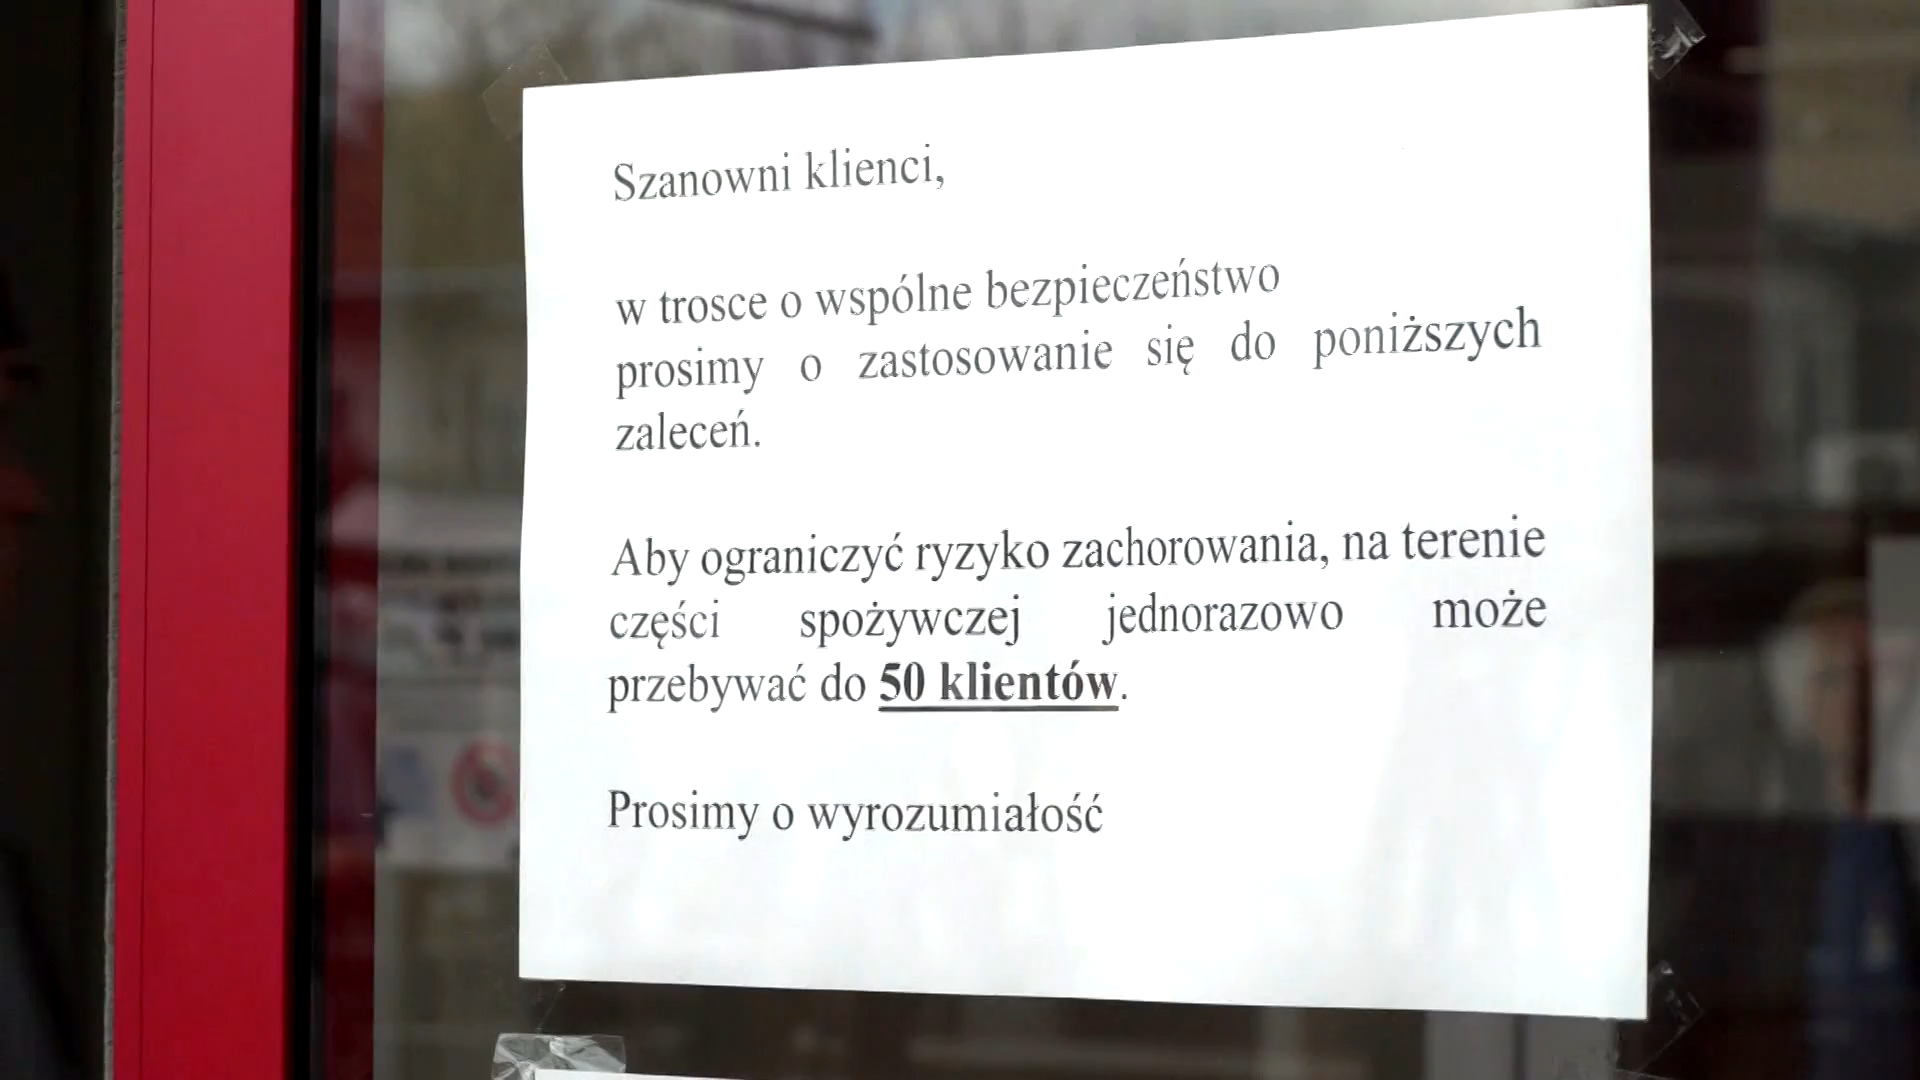 Szanowni klienci,
w trosce o wspólne bezpieczeństwo
prosimy o zastosowanie się do poniższych
zaleceń.
Aby ograniczyć ryzyko zachorowania, na terenie
części spożywczej jednorazowo może
przebywać do 50 klientów.
Prosimy o wyrozumiałość